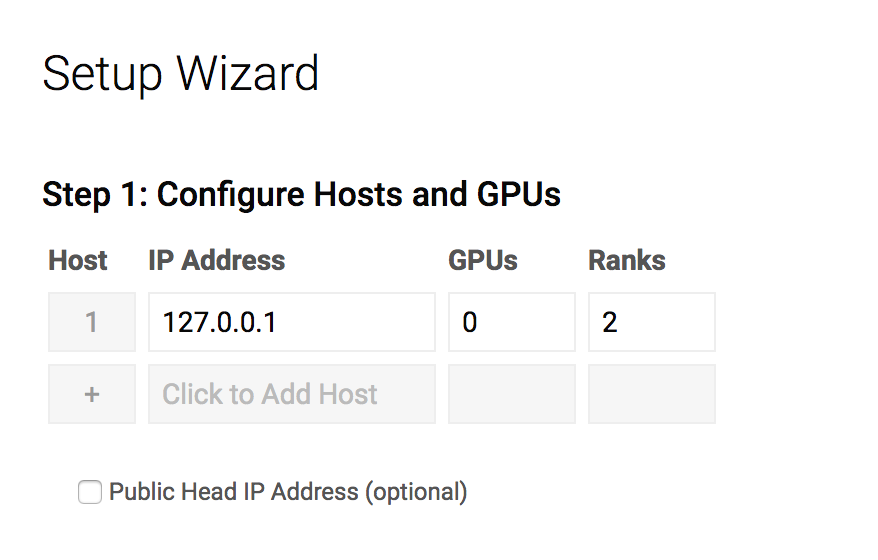 Setup Wizard
Step 1: Configure Hosts and GPUs
Host IP Address GPUs Ranks
1 127.0.0.1 0 2
+ Click to Add Host
Public Head IP Address (optional)